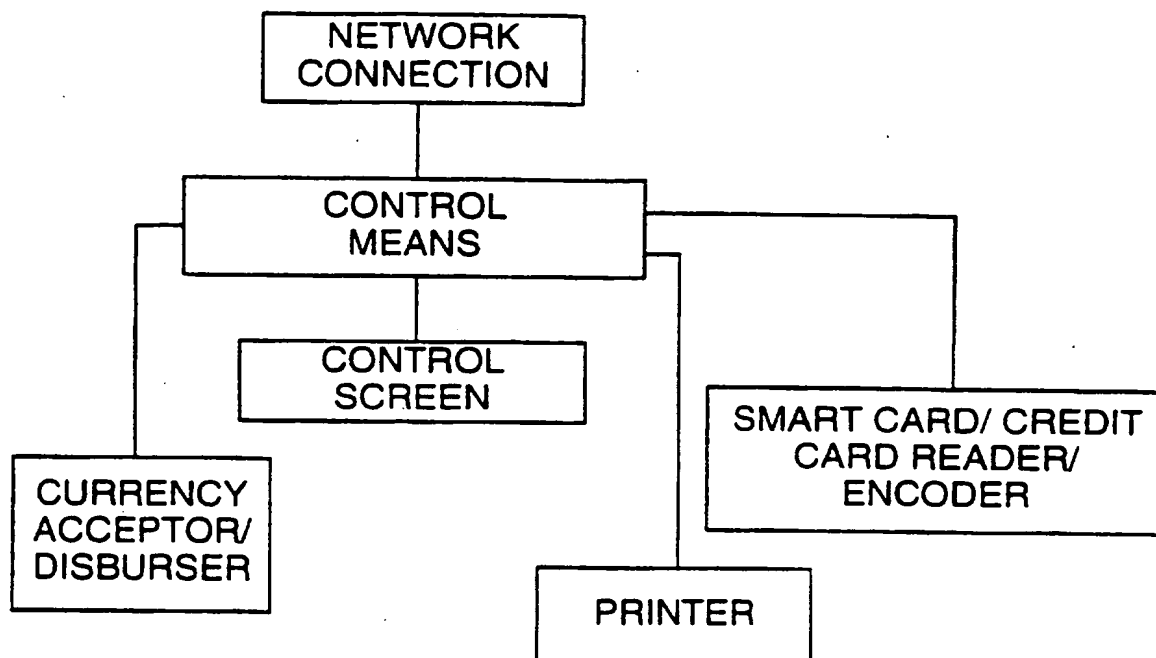 NETWORK
CONNECTION
CONTROL
MEANS
CONTROL
SCREEN
SMART CARD/ CREDIT
CARD READER/
ENCODER
CURRENCY
ACCEPTOR/
DISBURSER
PRINTER